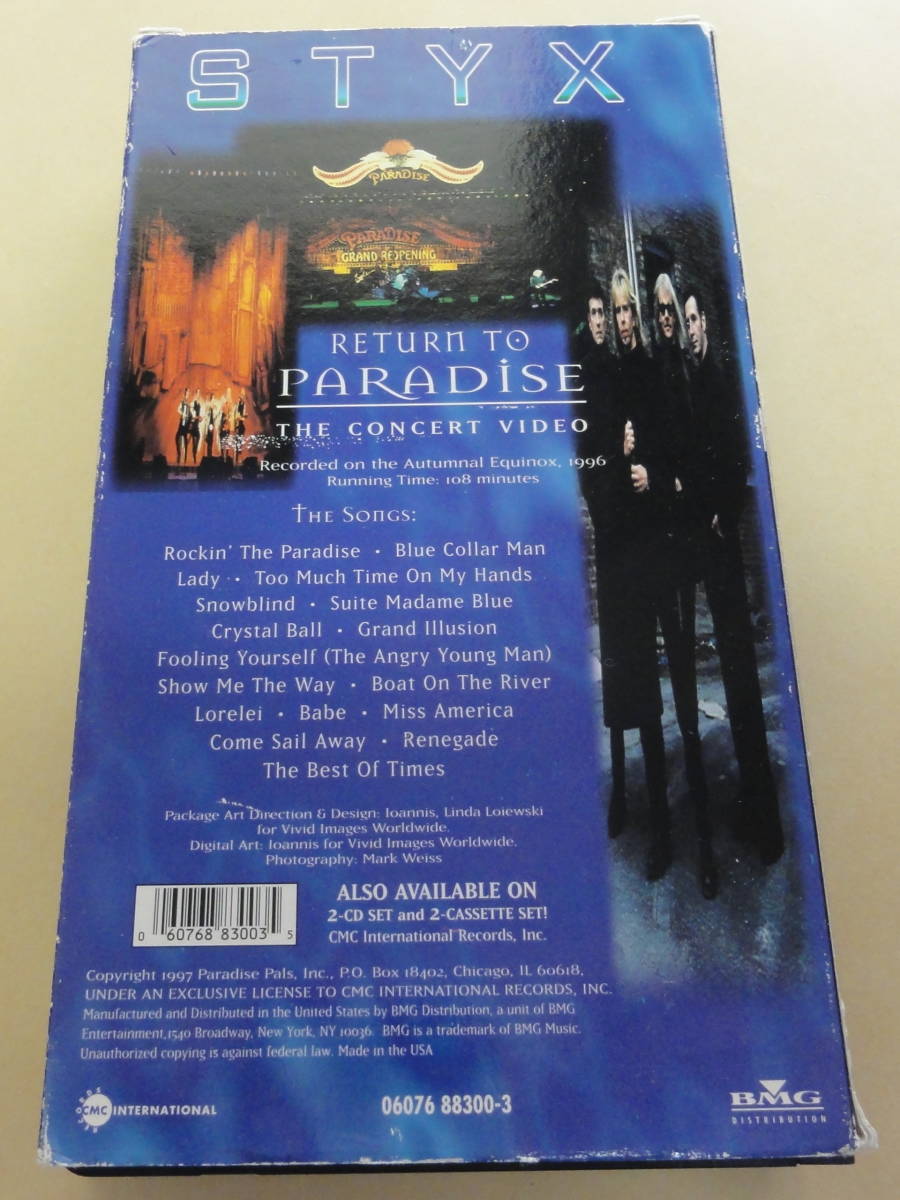 STYX
PARADISE
PARADISE
GRAND REOPENING
RETURN TO
PARADISE
THE CONCERT VIDEO
Recorded on the Autumnal Equinox, 1996
Running Time: 108 minutes
THE SONGS:
Rockin' The Paradise • Blue Collar Man
Lady • Too Much Time On My Hands
Snowblind • Suite Madame Blue
Crystal Ball • Grand Illusion
Fooling Yourself (The Angry Young Man)
Show Me The Way • Boat On The River
Lorelei • Babe • Miss America
Come Sail Away • Renegade
The Best Of Times
Package Art Direction & Design: Ioannis, Linda Loiewski
for Vivid Images Worldwide.
Digital Art: Ioannis for Vivid Images Worldwide.
Photography: Mark Weiss
ALSO AVAILABLE ON
2-CD SET and 2-CASSETTE SET!
CMC International Records, Inc.
0 60768 83003 5
Copyright 1997 Paradise Pals, Inc., P.O. Box 18402, Chicago, IL 60618,
UNDER AN EXCLUSIVE LICENSE TO CMC INTERNATIONAL RECORDS, INC.
Manufactured and Distributed in the United States by BMG Distribution, a unit of BMG
Entertainment, 1540 Broadway, New York, NY 10036. BMG is a trademark of BMG Music.
Unauthorized copying is against federal law. Made in the USA
CMC INTERNATIONAL
RECORDS
06076 88300-3
BMG
DISTRIBUTION